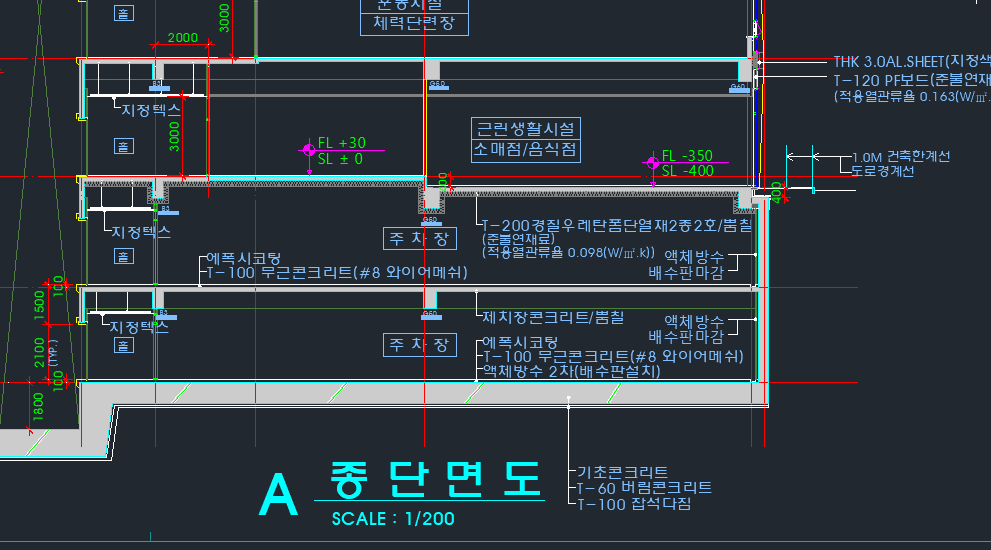 운동시설
체력단련장
홀
3000
2000
THK 3.0AL.SHEET(지정색
T-120 PF보드(준불연재
(적용열관류율 0.163(W/㎡.
B3
G60
G60
지정텍스
홀
3000
FL +30
SL ± 0
근린생활시설
소매점/음식점
FL -350
SL -400
1.0M 건축한계선
도로경계선
400
400
B3
G60
지정텍스
홀
주 차 장
T-200경질우레탄폼단열재2종2호/뿜칠
(준불연재료)
(적용열관류율 0.098(W/㎡.k))
액체방수
배수판마감
에폭시코팅
T-100 무근콘크리트(#8 와이어메쉬)
100
1500
지정텍스
홀
G60
제치장콘크리트/뿜칠
액체방수
배수판마감
주 차 장
에폭시코팅
T-100 무근콘크리트(#8 와이어메쉬)
액체방수 2차(배수판설치)
2100
(TYP.)
100
1800
기초콘크리트
T-60 버림콘크리트
T-100 잡석다짐
A 종 단 면 도
SCALE : 1/200